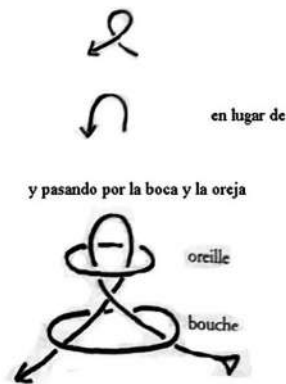 en lugar de
y pasando por la boca y la oreja
oreille
bouche